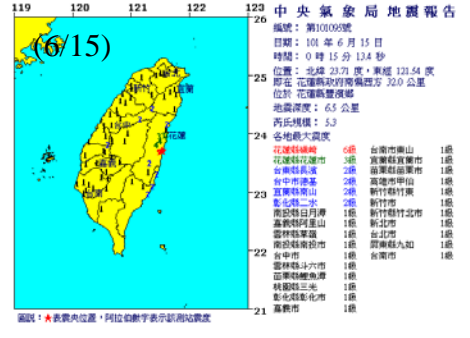 119 120 121 122 123
中央氣象局地震報告
26
(6/15)
編號：第101095號
日期：101 年 6 月 15 日
時間：0 時 15 分 13.4 秒
位置：北緯 23.71 度，東經 121.54 度
即在 花蓮縣政府南偏西方 32.0 公里
位於 花蓮縣豐濱鄉
地震深度：6.5 公里
芮氏規模：5.3
各地最大震度
25
24
23
22
21
宜蘭
新竹
台中
花蓮
嘉義
花蓮縣磯崎 6級 台南市東山 1級
花蓮縣花蓮市 3級 宜蘭縣宜蘭市 1級
台東縣長濱 2級 苗栗縣苗栗市 1級
台中市德基 2級 高雄市甲仙 1級
宜蘭縣南山 2級 新竹縣竹東 1級
彰化縣二水 2級 新竹市 1級
南投縣日月潭 1級 新竹縣竹北市 1級
嘉義縣阿里山 1級 新北市 1級
雲林縣草嶺 1級 台北市 1級
南投縣南投市 1級 屏東縣九如 1級
台中市 1級 台南市 1級
雲林縣斗六市 1級
苗栗縣鯉魚潭 1級
桃園縣三光 1級
彰化縣彰化市 1級
嘉義市 1級
圖說：★表震央位置，阿拉伯數字表示該測站震度